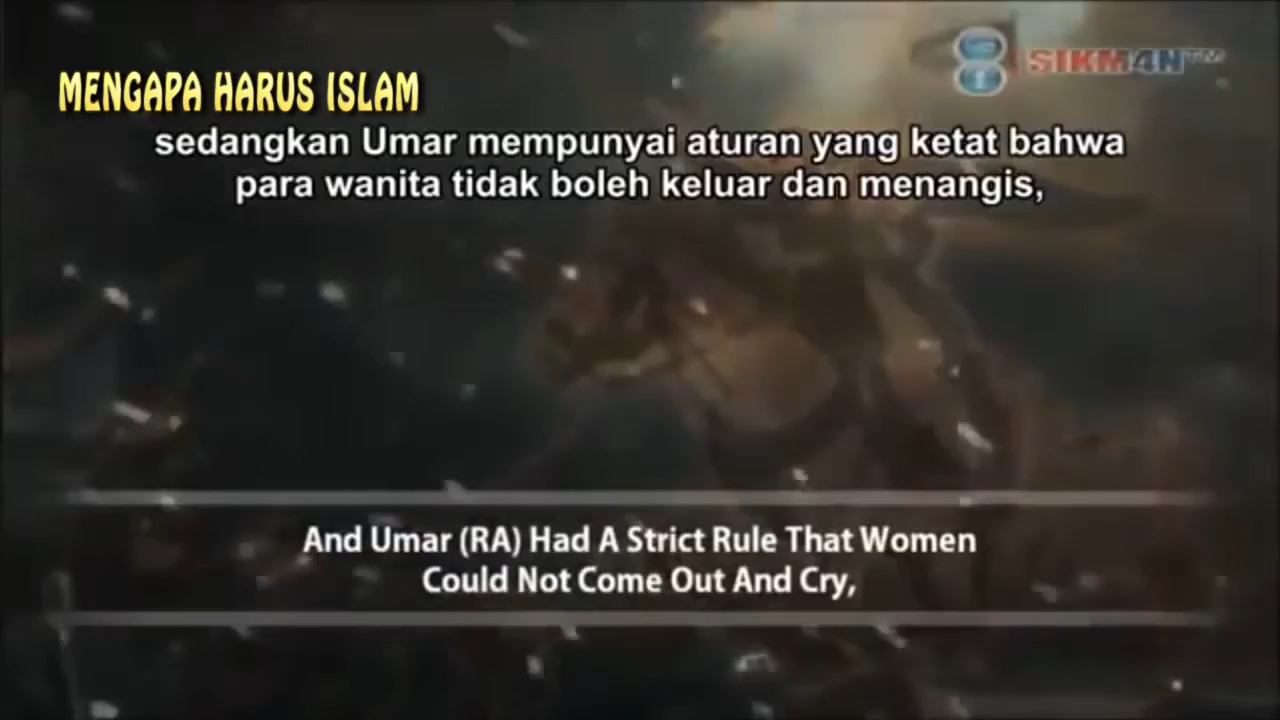 SIKM4N™
MENGAPA HARUS ISLAM
sedangkan Umar mempunyai aturan yang ketat bahwa
para wanita tidak boleh keluar dan menangis,
And Umar (RA) Had A Strict Rule That Women
Could Not Come Out And Cry,